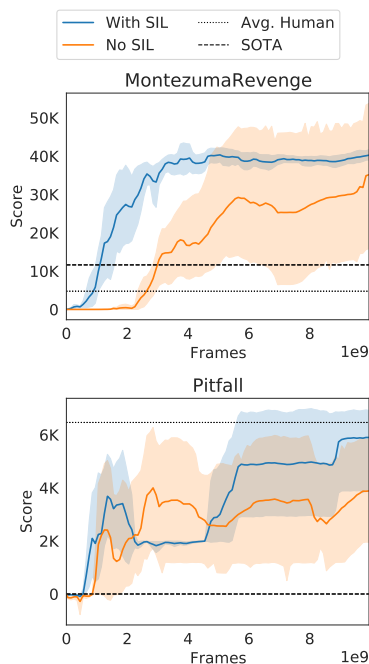 With SIL
Avg. Human
No SIL
SOTA
MontezumaRevenge
50K
40K
30K
20K
10K
0
Score
0 2 4 6 8
Frames
1e9
Pitfall
6K
4K
2K
0
Score
0 2 4 6 8
Frames
1e9